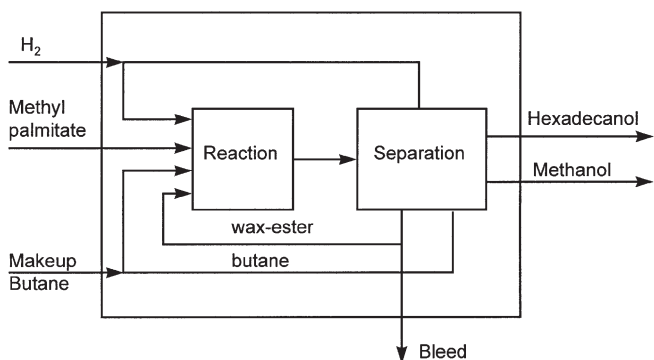 H2
Methyl
palmitate
Reaction
Separation
Hexadecanol
Methanol
wax-ester
butane
Makeup
Butane
Bleed